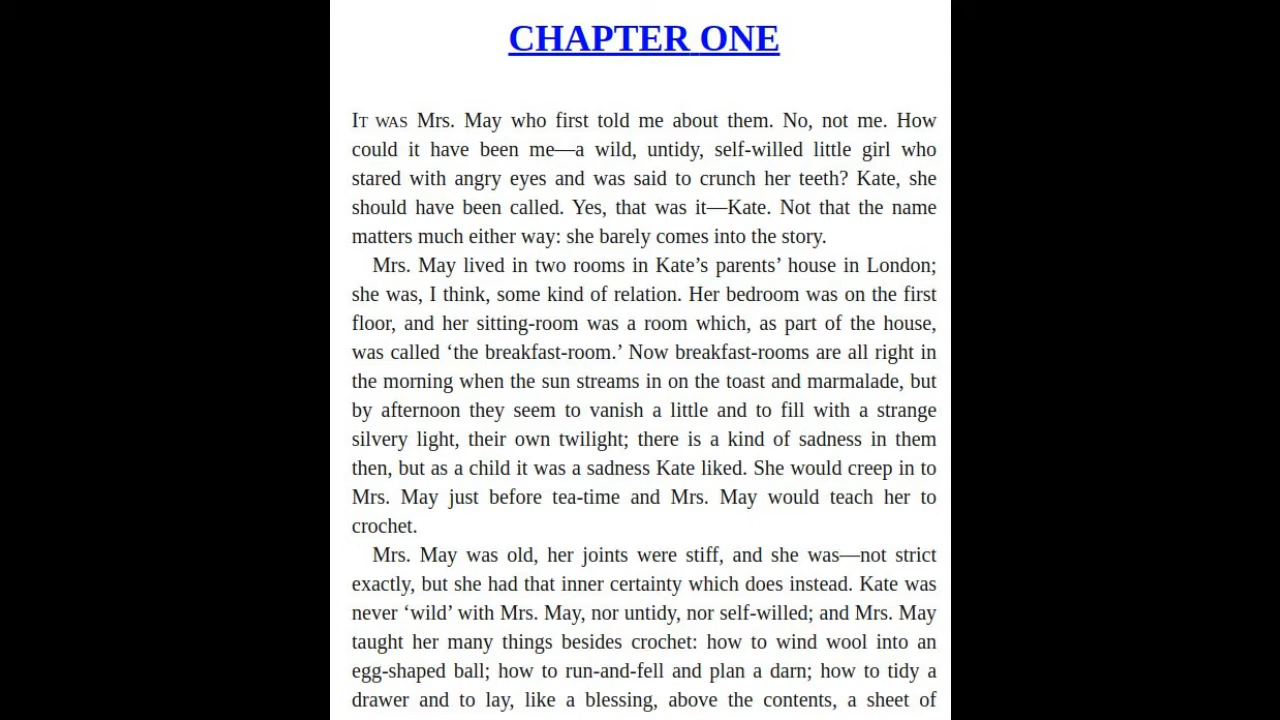 CHAPTER ONE
IT WAS Mrs. May who first told me about them. No, not me. How
could it have been me—a wild, untidy, self-willed little girl who
stared with angry eyes and was said to crunch her teeth? Kate, she
should have been called. Yes, that was it—Kate. Not that the name
matters much either way: she barely comes into the story.
Mrs. May lived in two rooms in Kate’s parents’ house in London;
she was, I think, some kind of relation. Her bedroom was on the first
floor, and her sitting-room was a room which, as part of the house,
was called ‘the breakfast-room.’ Now breakfast-rooms are all right in
the morning when the sun streams in on the toast and marmalade, but
by afternoon they seem to vanish a little and to fill with a strange
silvery light, their own twilight; there is a kind of sadness in them
then, but as a child it was a sadness Kate liked. She would creep in to
Mrs. May just before tea-time and Mrs. May would teach her to
crochet.
Mrs. May was old, her joints were stiff, and she was—not strict
exactly, but she had that inner certainty which does instead. Kate was
never ‘wild’ with Mrs. May, nor untidy, nor self-willed; and Mrs. May
taught her many things besides crochet: how to wind wool into an
egg-shaped ball; how to run-and-fell and plan a darn; how to tidy a
drawer and to lay, like a blessing, above the contents, a sheet of